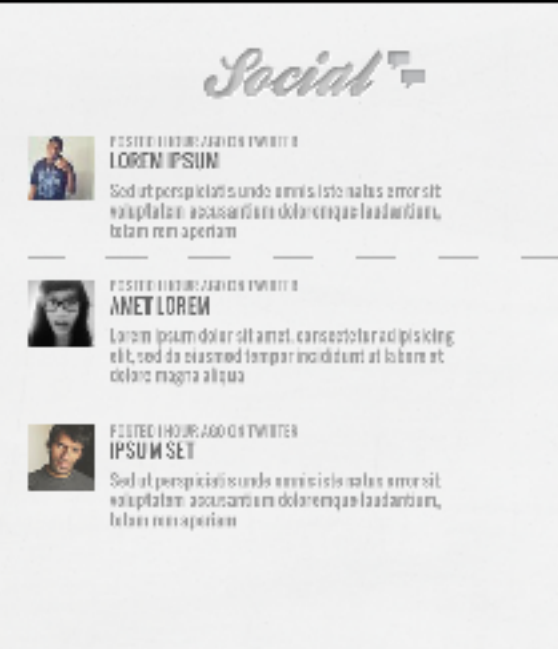 Social
POSTED 1 HOUR AGO ON TWITTER
LOREM IPSUM
Sed ut perspiciatis unde omnis iste natus error sit
voluptatem accusantium doloremque laudantium,
totam rem aperiam
POSTED 1 HOUR AGO ON TWITTER
AMET LOREM
Lorem ipsum dolor sit amet, consectetur adipisicing
elit, sed do eiusmod tempor incididunt ut labore et
dolore magna aliqua
POSTED 1 HOUR AGO ON TWITTER
IPSUM SET
Sed ut perspiciatis unde omnis iste natus error sit
voluptatem accusantium doloremque laudantium,
totam rem aperiam